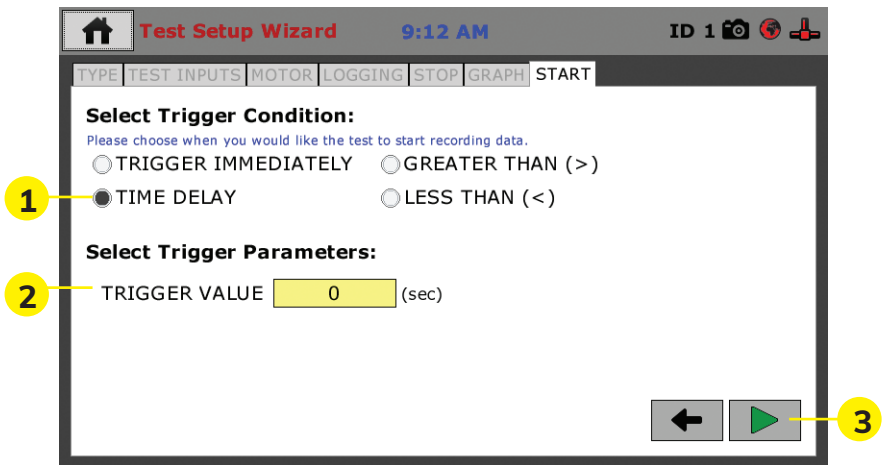 Test Setup Wizard 9:12 AM ID 1
TYPE TEST INPUTS MOTOR LOGGING STOP GRAPH START
Select Trigger Condition:
Please choose when you would like the test to start recording data.
TRIGGER IMMEDIATELY GREATER THAN (>)
1 TIME DELAY LESS THAN (<)
Select Trigger Parameters:
2 TRIGGER VALUE 0 (sec)
3